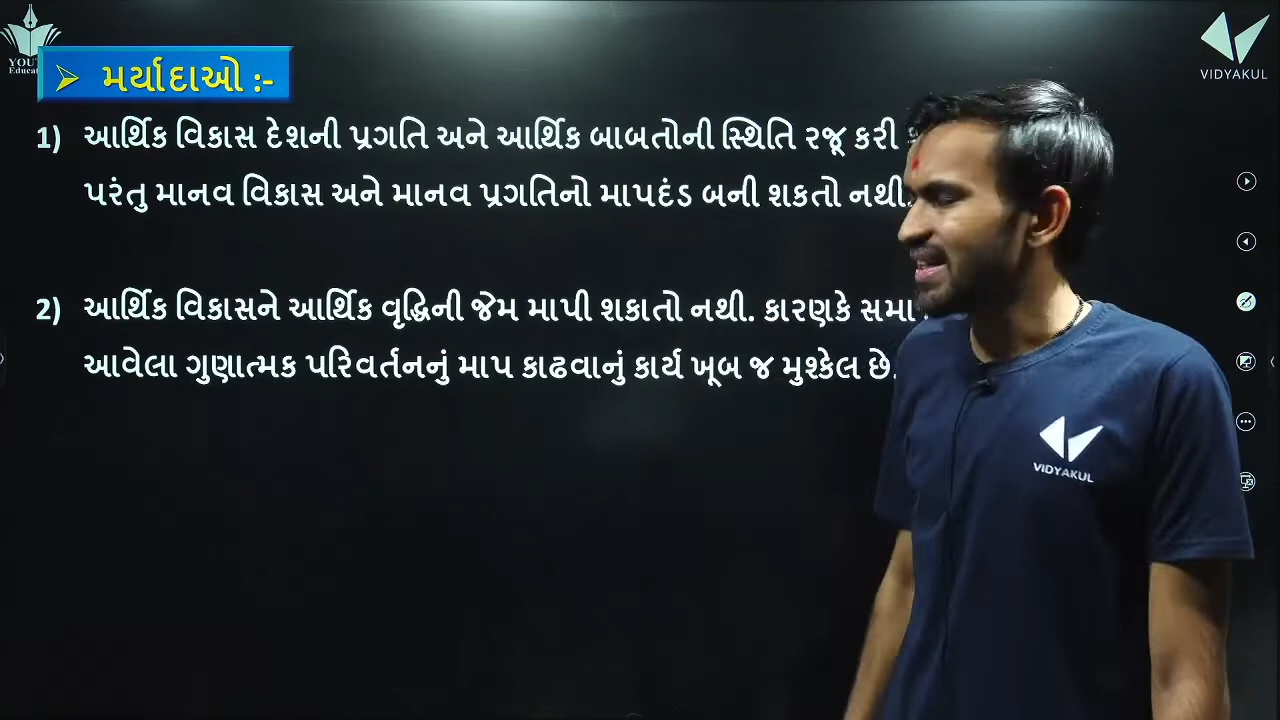 VIDYAKUL
મર્યાદાઓ :-
1) આર્થિક વિકાસ દેશની પ્રગતિ અને આર્થિક બાબતોની સ્થિતિ રજૂ કરી
પરંતુ માનવ વિકાસ અને માનવ પ્રગતિનો માપદંડ બની શકતો નથી.
2) આર્થિક વિકાસને આર્થિક વૃદ્ધિની જેમ માપી શકાતો નથી. કારણકે
આવેલા ગુણાત્મક પરિવર્તનનું માપ કાઢવાનું કાર્ય ખૂબ જ મુશ્કેલ છે.
VIDYAKUL